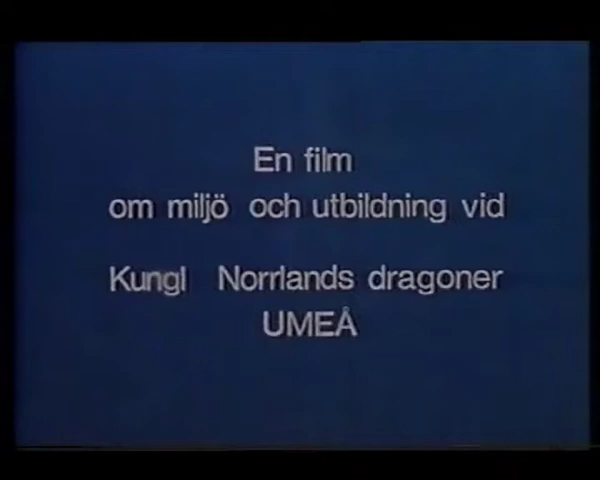 En film
om miljö och utbildning vid
Kungl Norrlands dragoner
UMEÅ